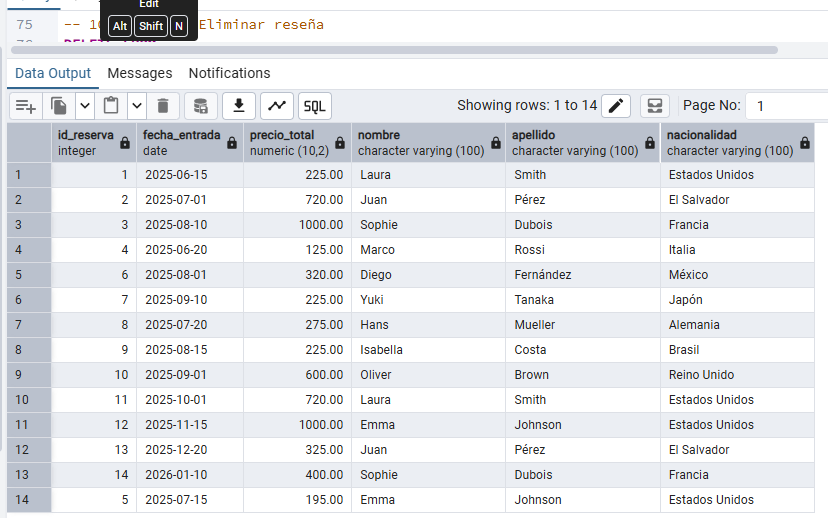 Edit
Alt Shift N
75 -- 1 Eliminar reseña
Data Output Messages Notifications
SQL Showing rows: 1 to 14 Page No: 1
id_reserva fecha_entrada precio_total nombre apellido nacionalidad
integer date numeric (10,2) character varying (100) character varying (100) character varying (100)
1 1 2025-06-15 225.00 Laura Smith Estados Unidos
2 2 2025-07-01 720.00 Juan Pérez El Salvador
3 3 2025-08-10 1000.00 Sophie Dubois Francia
4 4 2025-06-20 125.00 Marco Rossi Italia
5 6 2025-08-01 320.00 Diego Fernández México
6 7 2025-09-10 225.00 Yuki Tanaka Japón
7 8 2025-07-20 275.00 Hans Mueller Alemania
8 9 2025-08-15 225.00 Isabella Costa Brasil
9 10 2025-09-01 600.00 Oliver Brown Reino Unido
10 11 2025-10-01 720.00 Laura Smith Estados Unidos
11 12 2025-11-15 1000.00 Emma Johnson Estados Unidos
12 13 2025-12-20 325.00 Juan Pérez El Salvador
13 14 2026-01-10 400.00 Sophie Dubois Francia
14 5 2025-07-15 195.00 Emma Johnson Estados Unidos